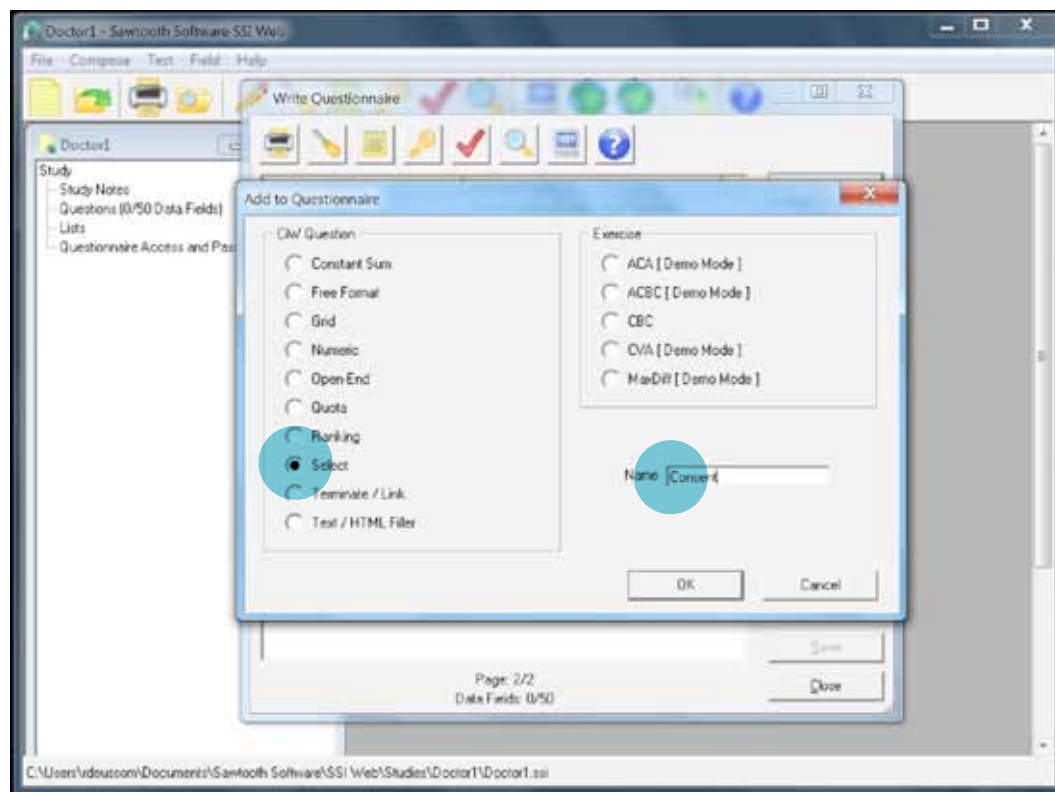 Doctor1 - Sawtooth Software SSI Web
File Compose Test Field Help
Write Questionnaire
Doctor1
Study
Study Notes
Questions (0/50 Data Fields)
Lists
Questionnaire Access and Pas
Add to Questionnaire
CiW Question
Constant Sum
Free Format
Grid
Numeric
Open-End
Quota
Ranking
Select
Terminate / Link
Text / HTML Filler
Exercise
ACA [ Demo Mode ]
ACBC [ Demo Mode ]
CBC
CVA [ Demo Mode ]
MaxDiff [ Demo Mode ]
Name Consent
OK Cancel
Save
Page: 2/2
Data Fields: 0/50
Close
C:\Users\rdeussom\Documents\Sawtooth Software\SSI Web\Studies\Doctor1\Doctor1.ssi